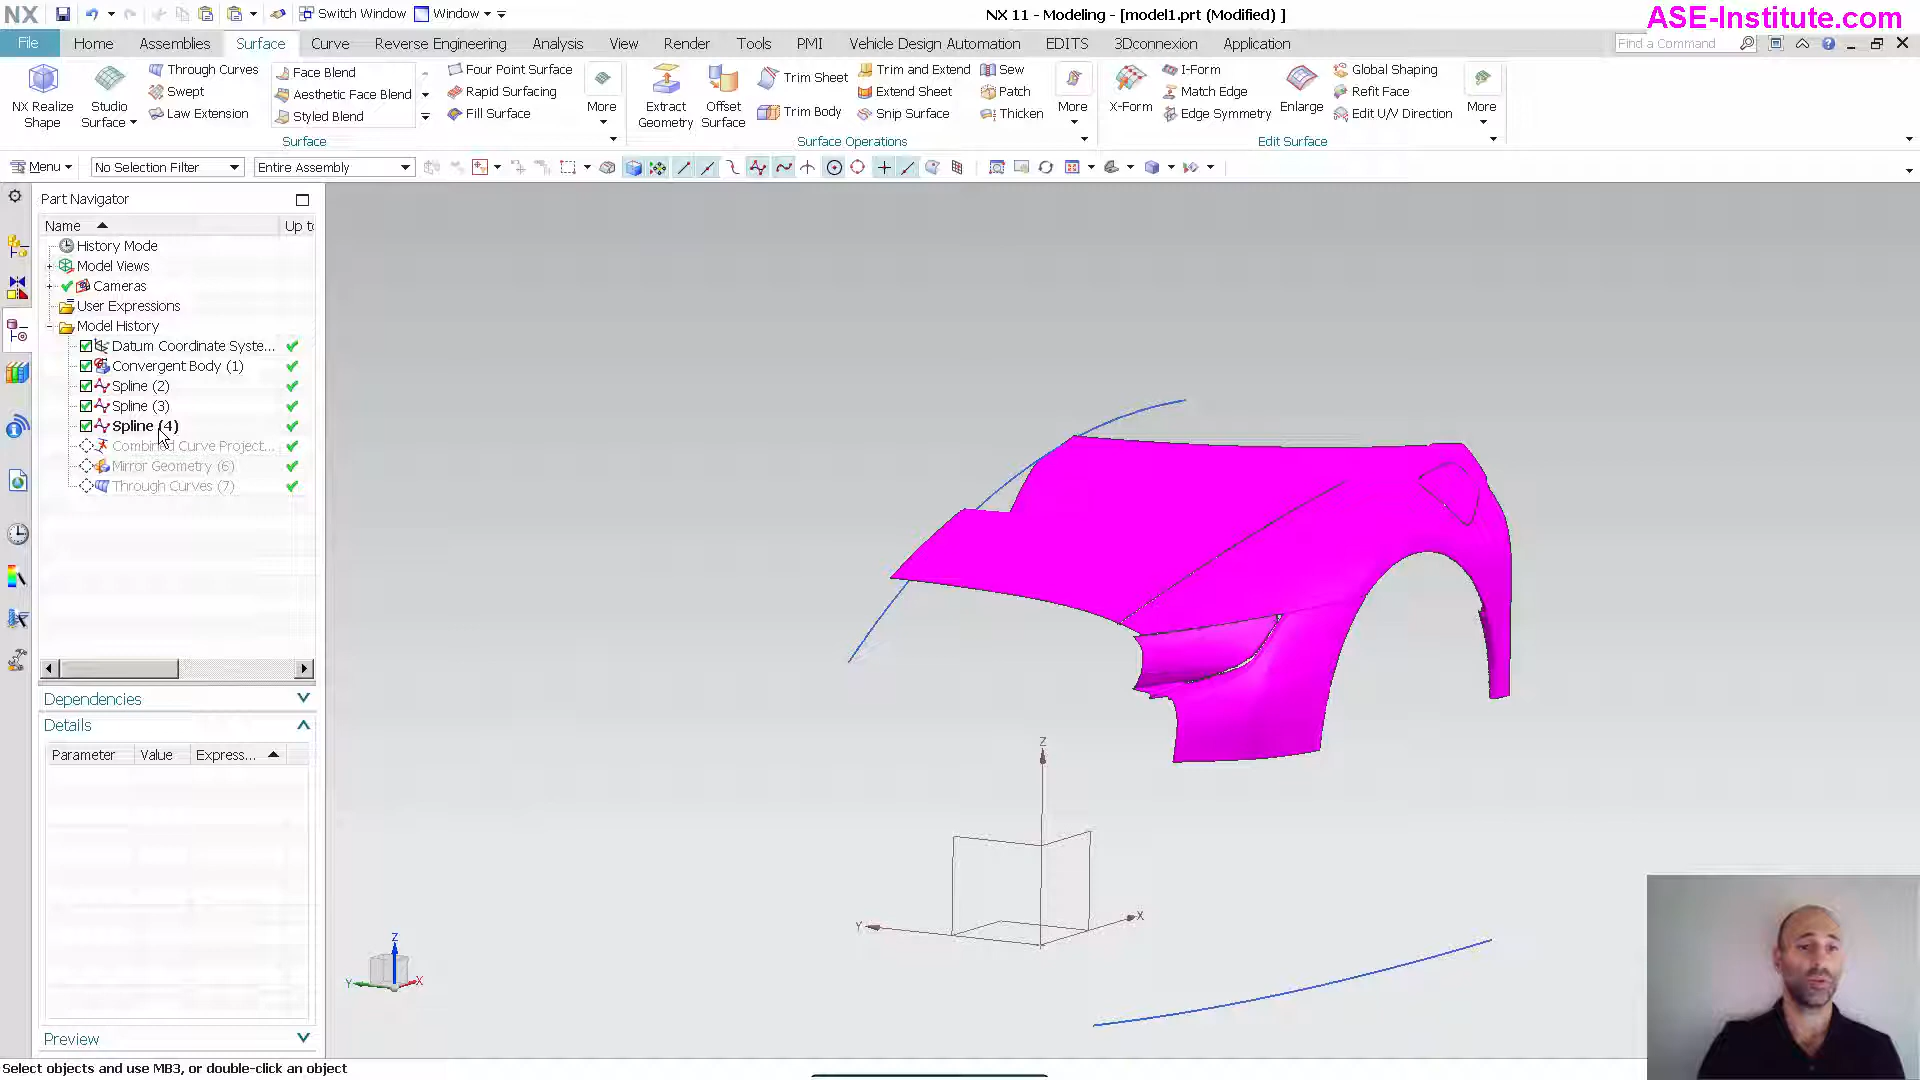 NX
Switch Window
Window
NX 11 - Modeling - [model1.prt (Modified) ]
ASE-Institute.com
File
Home
Assemblies
Surface
Curve
Reverse Engineering
Analysis
View
Render
Tools
PMI
Vehicle Design Automation
EDITS
3Dconnexion
Application
Find a Command
NX Realize Shape
Studio Surface
Through Curves
Swept
Law Extension
Face Blend
Aesthetic Face Blend
Styled Blend
Four Point Surface
Rapid Surfacing
Fill Surface
More
Surface
Extract Geometry
Offset Surface
Trim Sheet
Trim Body
Trim and Extend
Extend Sheet
Snip Surface
Sew
Patch
Thicken
More
Surface Operations
X-Form
I-Form
Match Edge
Edge Symmetry
Enlarge
Global Shaping
Refit Face
Edit U/V Direction
More
Edit Surface
Menu
No Selection Filter
Entire Assembly
Part Navigator
Name
Up to
History Mode
Model Views
Cameras
User Expressions
Model History
Datum Coordinate Syste...
Convergent Body (1)
Spline (2)
Spline (3)
Spline (4)
Combined Curve Project...
Mirror Geometry (6)
Through Curves (7)
Dependencies
Details
Parameter
Value
Express...
Preview
Z
Y
X
Z
Y
X
Select objects and use MB3, or double-click an object